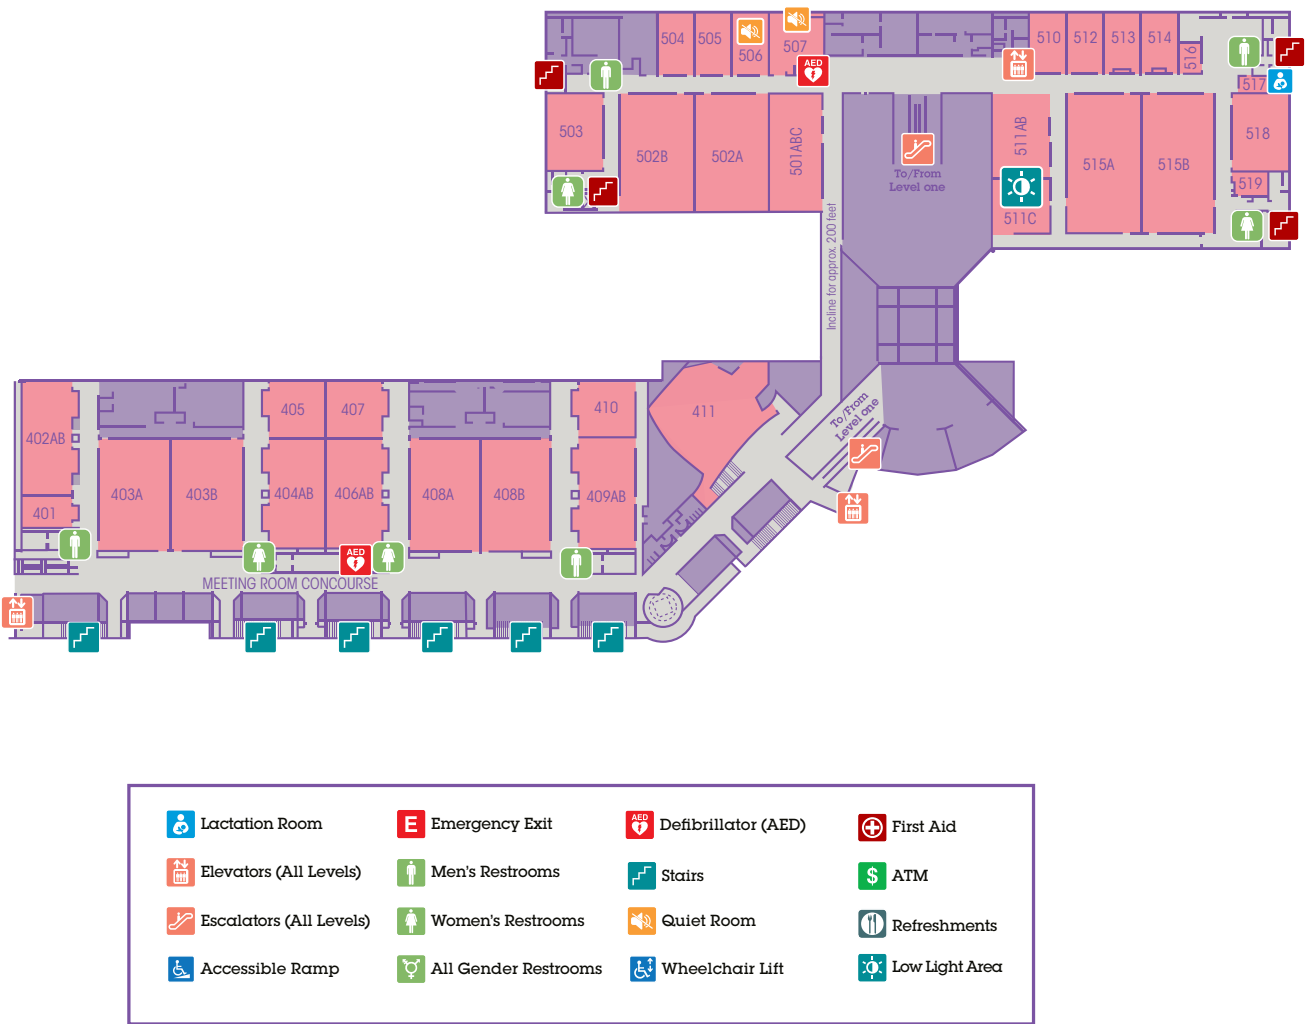 504
505
506
507
AED
510
512
513
514
516
517
503
502B
502A
501ABC
511AB
515A
515B
518
519
511C
To/From
Level one
Incline for approx. 200 feet
402AB
405
407
410
411
To/From
Level one
401
403A
403B
404AB
406AB
408A
408B
409AB
AED
MEETING ROOM CONCOURSE
Lactation Room
E Emergency Exit
AED Defibrillator (AED)
First Aid
Elevators (All Levels)
Men's Restrooms
Stairs
$ ATM
Escalators (All Levels)
Women's Restrooms
Quiet Room
Refreshments
Accessible Ramp
All Gender Restrooms
Wheelchair Lift
Low Light Area